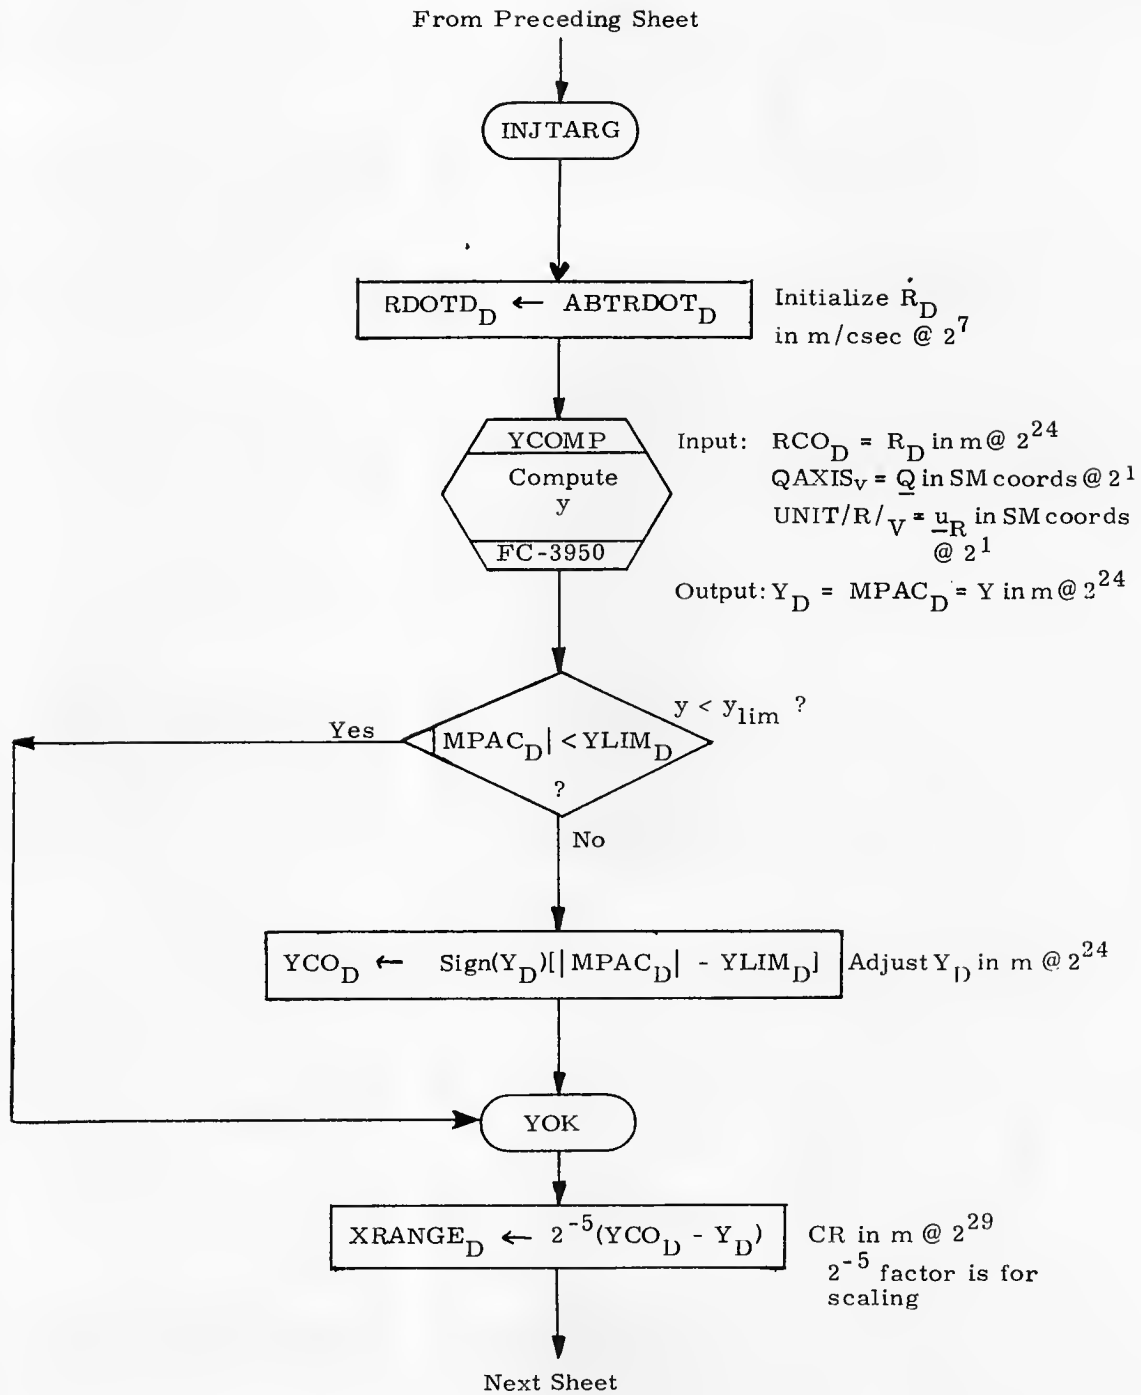 From Preceding Sheet
INJTARG
RDOTD_D ← ABTRDOT_D
Initialize Ṙ_D
in m/csec @ 2^7
YCOMP
Compute
y
FC-3950
Input: RCO_D = R_D in m @ 2^24
QAXIS_v = Q in SM coords @ 2^1
UNIT/R/_V = u_R in SM coords
@ 2^1
Output: Y_D = MPAC_D = Y in m @ 2^24
y < y_lim ?
Yes
|MPAC_D| < YLIM_D
?
No
YCO_D ← Sign(Y_D)[|MPAC_D| - YLIM_D]
Adjust Y_D in m @ 2^24
YOK
XRANGE_D ← 2^-5(YCO_D - Y_D)
CR in m @ 2^29
2^-5 factor is for
scaling
Next Sheet